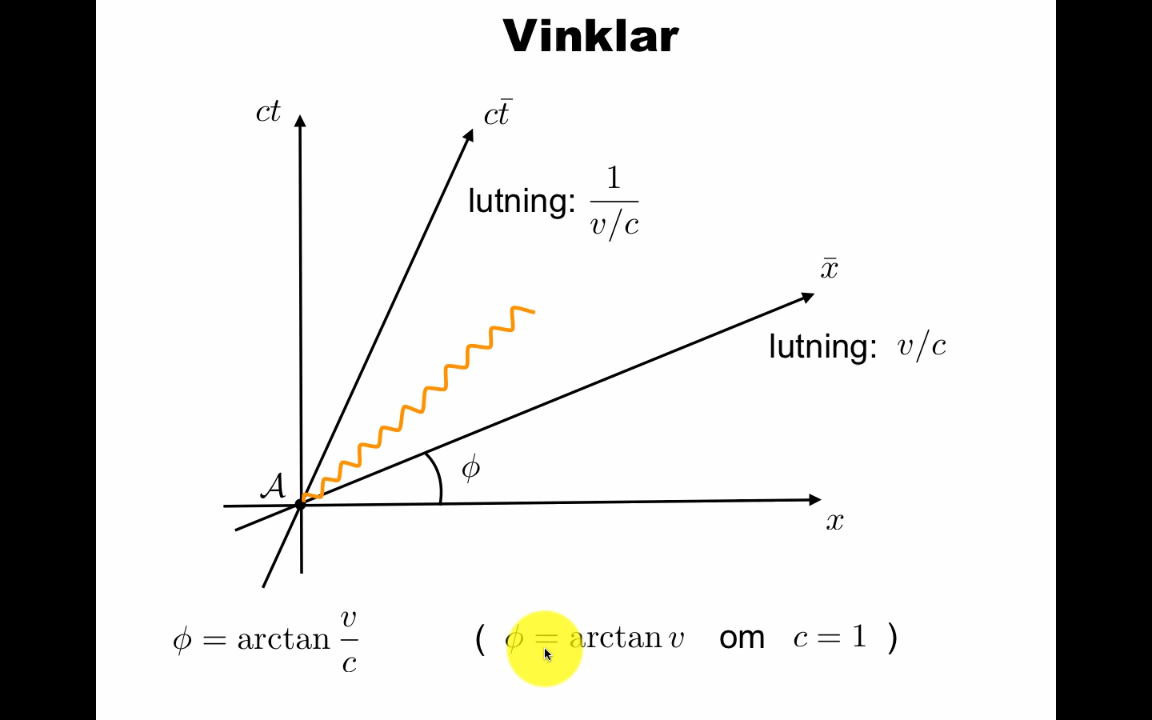 Vinklar
ct
ct̄
lutning: 1/(v/c)
x̄
lutning: v/c
ϕ
𝒜
x
ϕ = arctan v/c ( ϕ = arctan v om c = 1 )